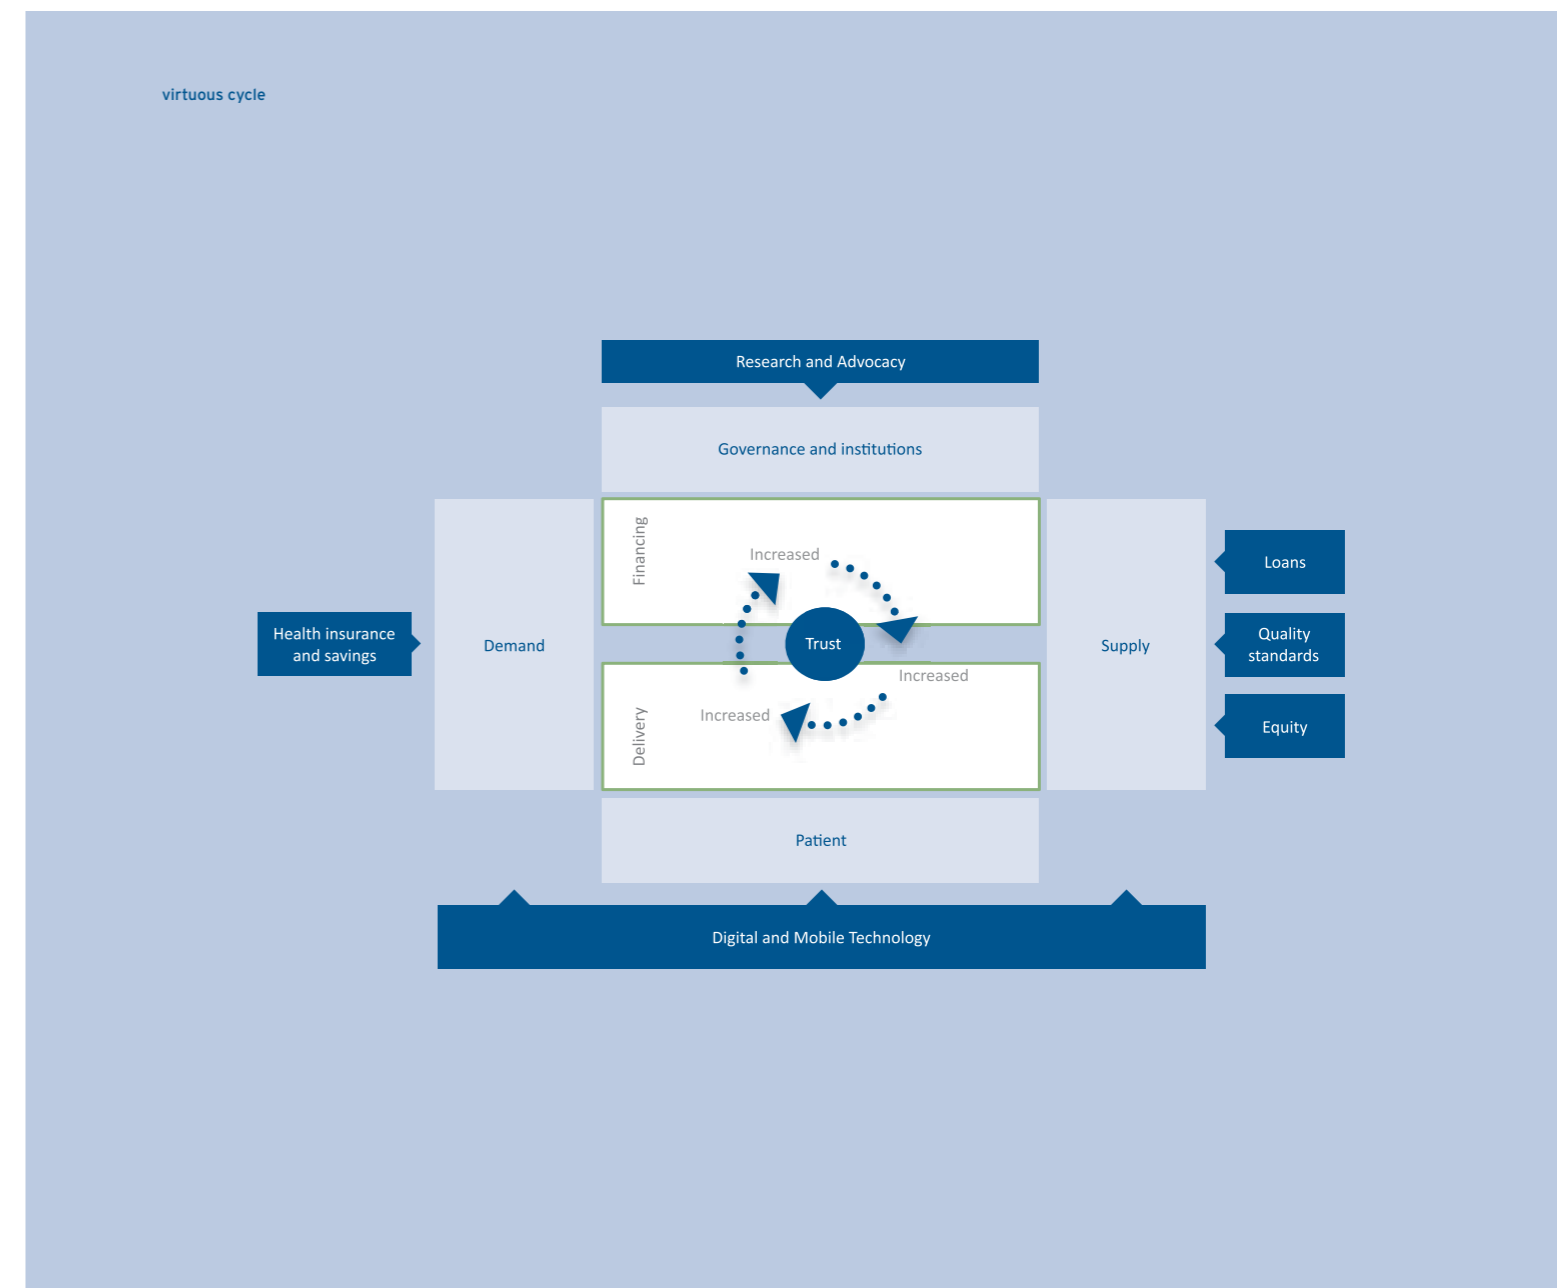 virtuous cycle
Research and Advocacy
Governance and institutions
Financing
Increased
Loans
Health insurance
and savings
Demand
Trust
Supply
Quality
standards
Increased
Increased
Delivery
Equity
Patient
Digital and Mobile Technology